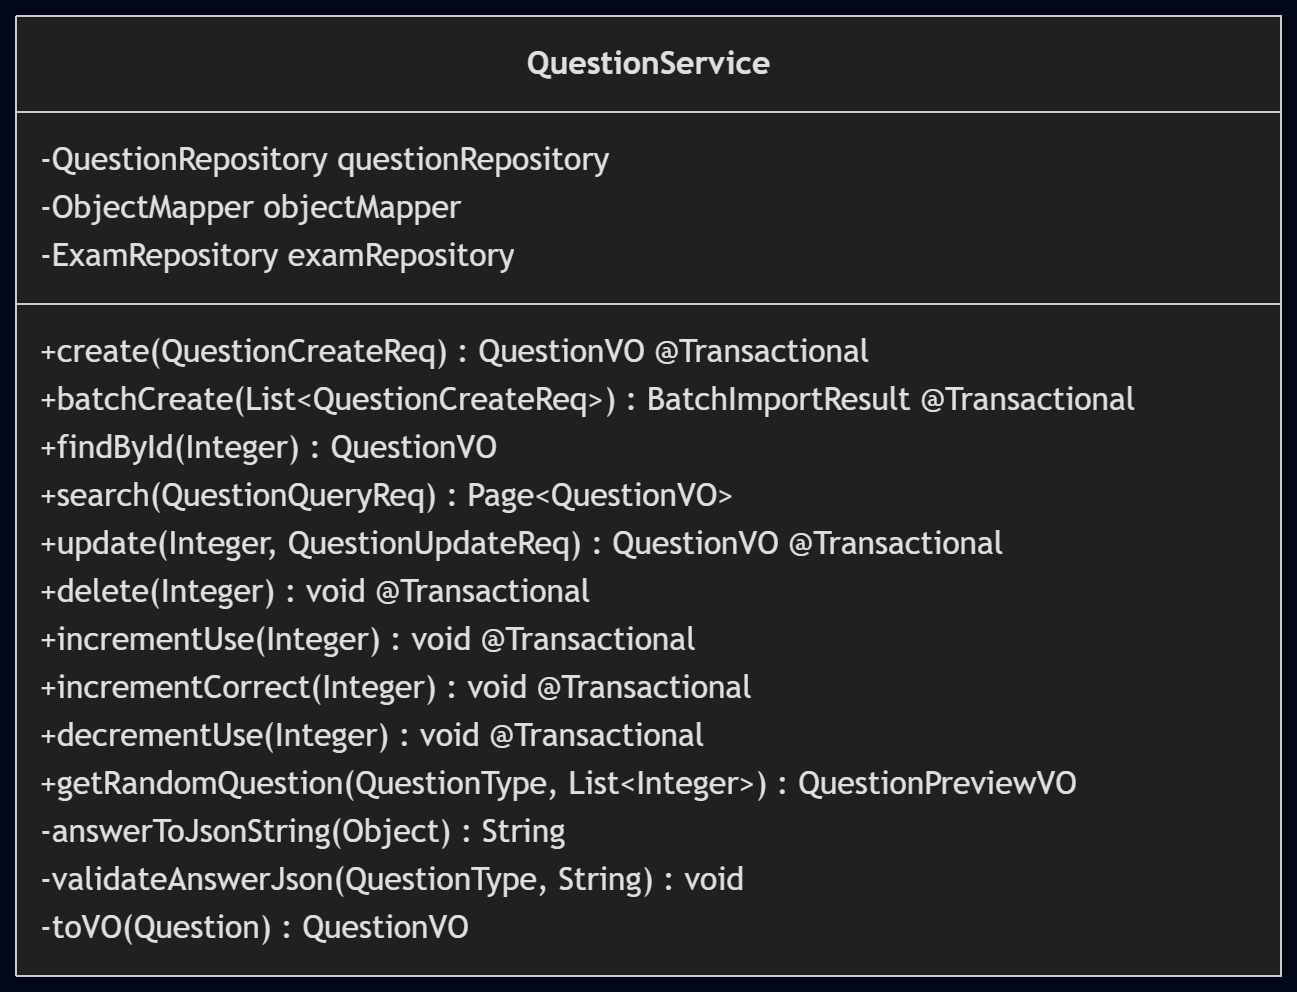 QuestionService
-QuestionRepository questionRepository
-ObjectMapper objectMapper
-ExamRepository examRepository
+create(QuestionCreateReq) : QuestionVO @Transactional
+batchCreate(List<QuestionCreateReq>) : BatchImportResult @Transactional
+findById(Integer) : QuestionVO
+search(QuestionQueryReq) : Page<QuestionVO>
+update(Integer, QuestionUpdateReq) : QuestionVO @Transactional
+delete(Integer) : void @Transactional
+incrementUse(Integer) : void @Transactional
+incrementCorrect(Integer) : void @Transactional
+decrementUse(Integer) : void @Transactional
+getRandomQuestion(QuestionType, List<Integer>) : QuestionPreviewVO
-answerToJsonString(Object) : String
-validateAnswerJson(QuestionType, String) : void
-toVO(Question) : QuestionVO